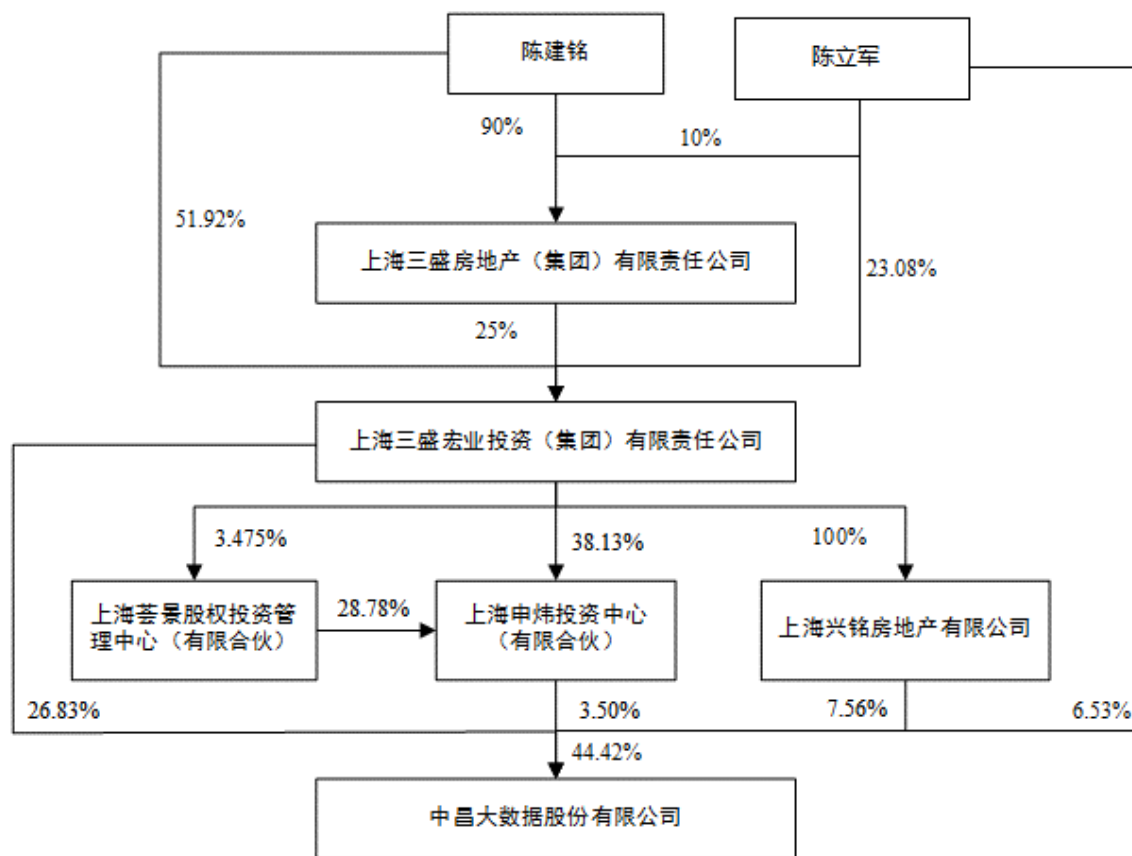 陈建铭
陈立军
90%
10%
51.92%
上海三盛房地产（集团）有限责任公司
23.08%
25%
上海三盛宏业投资（集团）有限责任公司
3.475%
38.13%
100%
上海荟景股权投资管
理中心（有限合伙）
28.78%
上海申炜投资中心
（有限合伙）
上海兴铭房地产有限公司
26.83%
3.50%
7.56%
6.53%
44.42%
中昌大数据股份有限公司